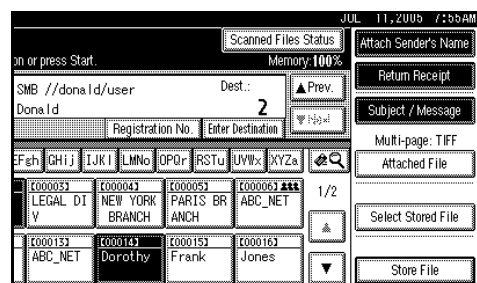 JUL 11,2005 7:55AM
Scanned Files Status
Attach Sender's Name
on or press Start.
Memory:100%
Return Receipt
SMB //donald/user
Dest.:
▲Prev.
Donald
2
Subject / Message
Registration No.
Enter Destination
▼Next
Multi-page: TIFF
EFgh GHij IJKl LMNo OPQr RSTu UVWx XYZa
Attached File
[00003]
[00004]
[00005]
[00006]
1/2
LEGAL DI
NEW YORK
PARIS BR
ABC_NET
V
BRANCH
ANCH
Select Stored File
[00013]
[00014]
[00015]
[00016]
ABC_NET
Dorothy
Frank
Jones
▼
Store File